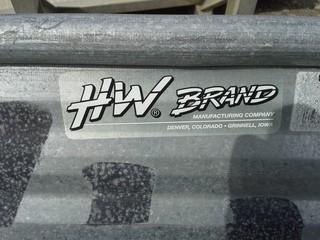 HW® BRAND
MANUFACTURING COMPANY
DENVER, COLORADO • GRINNELL, IOWA